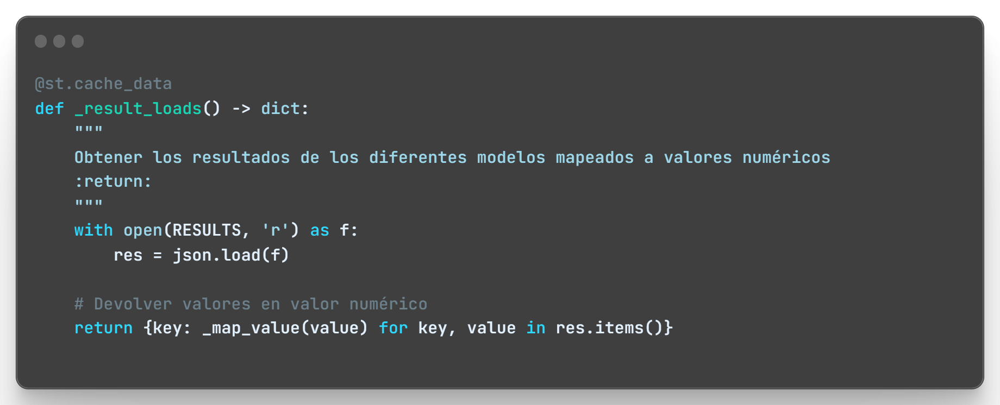 @st.cache_data
def _result_loads() -> dict:
    """
    Obtener los resultados de los diferentes modelos mapeados a valores numéricos
    :return:
    """
    with open(RESULTS, 'r') as f:
        res = json.load(f)

    # Devolver valores en valor numérico
    return {key: _map_value(value) for key, value in res.items()}